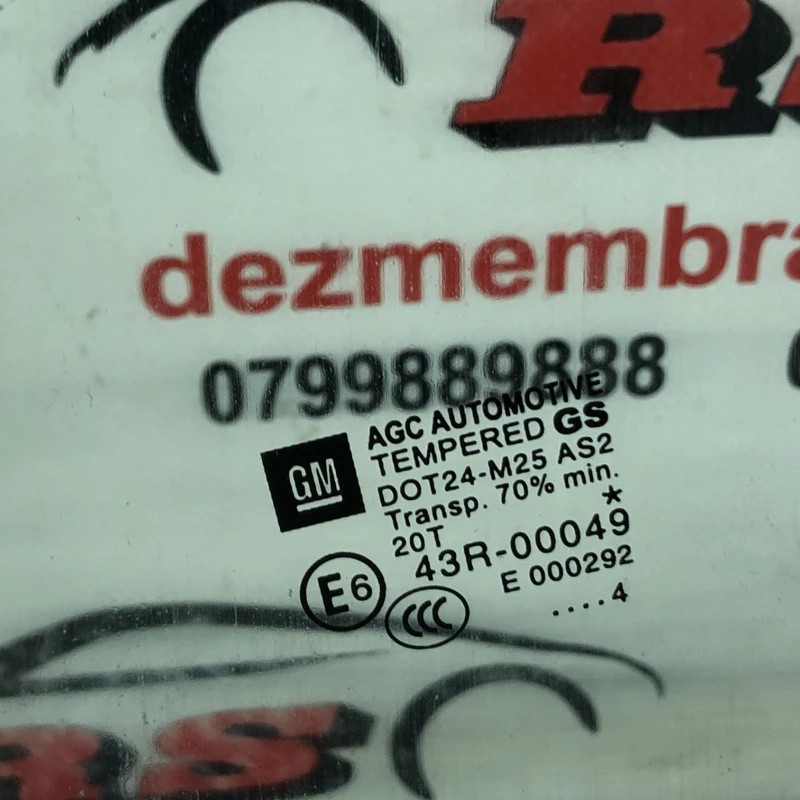 dezmembra
0799889888
GM
AGC AUTOMOTIVE
TEMPERED GS
DOT24-M25 AS2
Transp. 70% min.
20T *
43R-00049
E6
E 000292
CCC
....4
RS